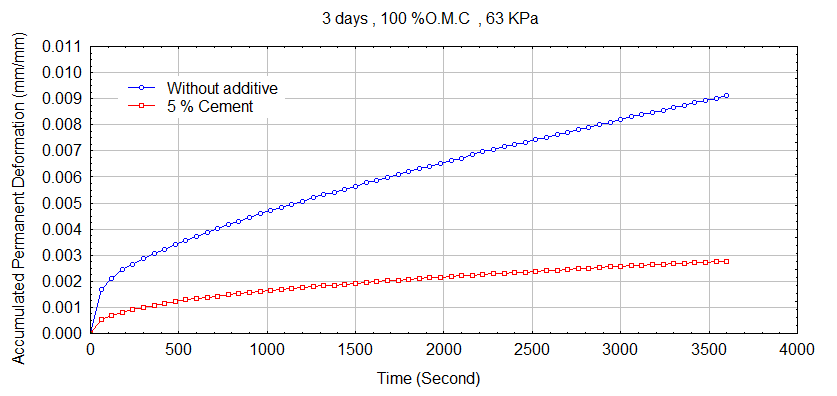 3 days , 100 %O.M.C , 63 KPa
Accumulated Permanent Deformation (mm/mm)
0.011
0.010
0.009
0.008
0.007
0.006
0.005
0.004
0.003
0.002
0.001
0.000
Without additive
5 % Cement
0 500 1000 1500 2000 2500 3000 3500 4000
Time (Second)